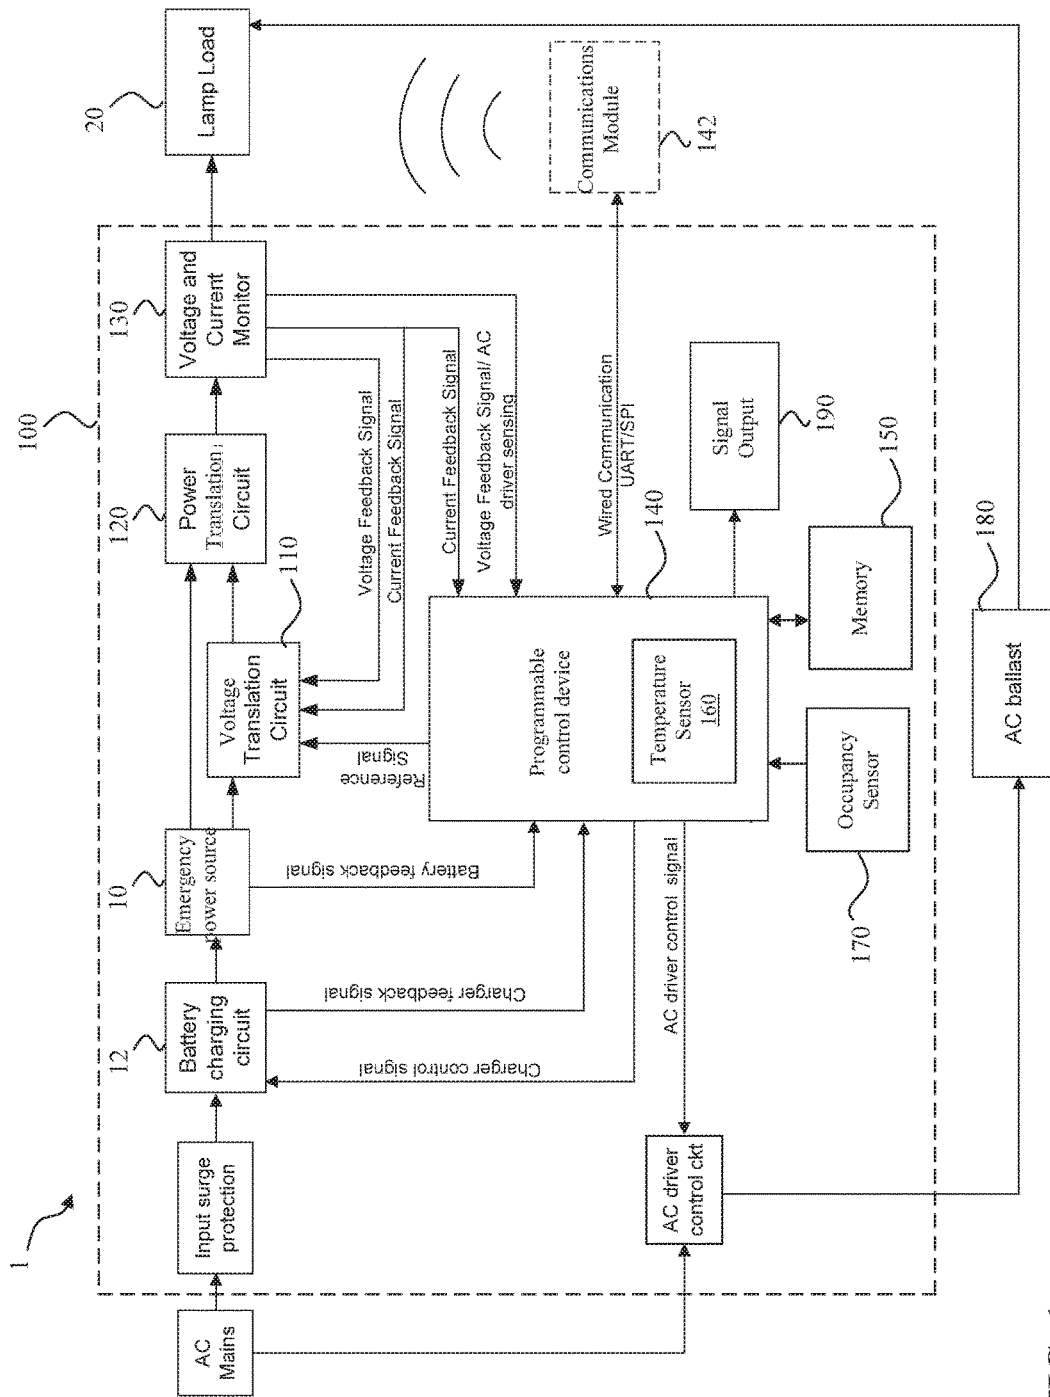 1
100
20
Lamp Load
130
Voltage and
Current
Monitor
120
Power
Translation
Circuit
110
Voltage
Translation
Circuit
10
Emergency
power source
12
Battery
charging
circuit
Input surge
protection
AC
Mains
Voltage Feedback Signal
Current Feedback Signal
Current Feedback Signal
Voltage Feedback Signal/ AC
driver sensing
Reference
Signal
Battery feedback signal
Charger feedback signal
Charger control signal
AC driver control signal
Wired Communication
UART/SPI
Communications
Module
142
140
Programmable
control device
Temperature
Sensor
160
Signal
Output
190
150
Memory
Occupancy
Sensor
170
AC driver
control ckt
180
AC ballast